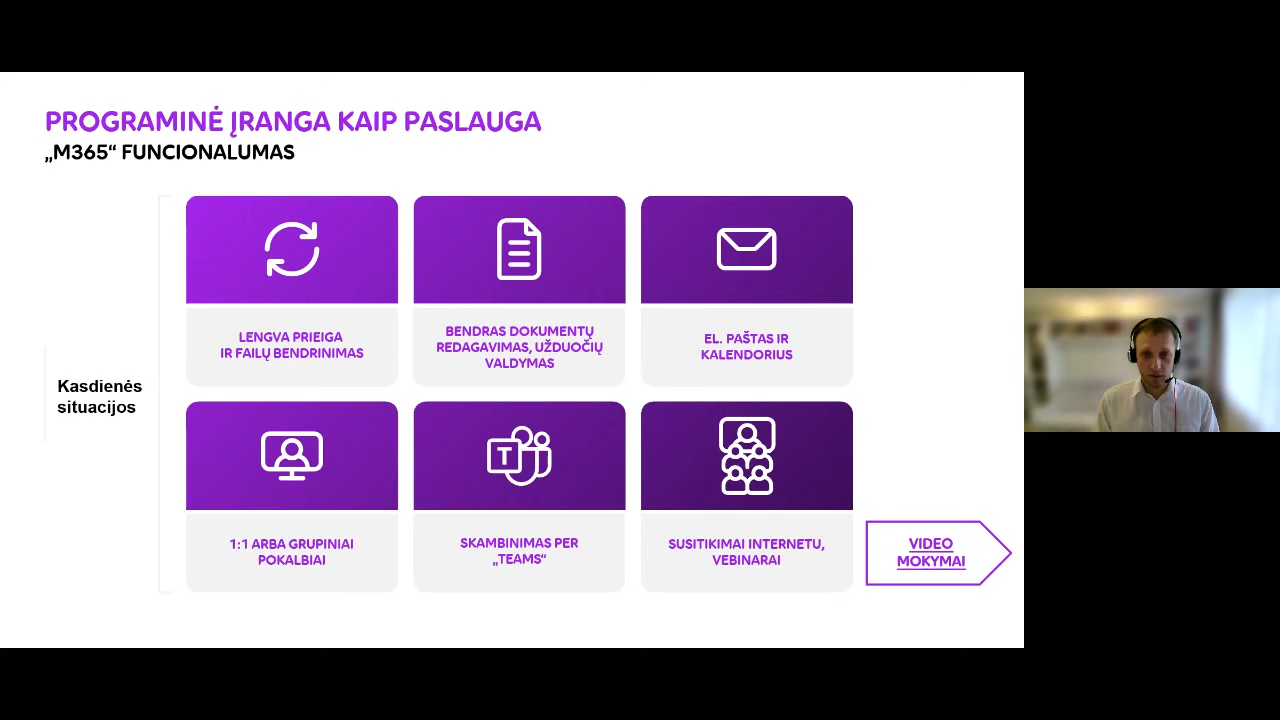 PROGRAMINĖ ĮRANGA KAIP PASLAUGA
„M365“ FUNCIONALUMAS
Kasdienės
situacijos
LENGVA PRIEIGA
IR FAILŲ BENDRINIMAS
BENDRAS DOKUMENTŲ
REDAGAVIMAS, UŽDUOČIŲ
VALDYMAS
EL. PAŠTAS IR
KALENDORIUS
1:1 ARBA GRUPINIAI
POKALBIAI
T
SKAMBINIMAS PER
„TEAMS“
SUSITIKIMAI INTERNETU,
VEBINARAI
VIDEO
MOKYMAI